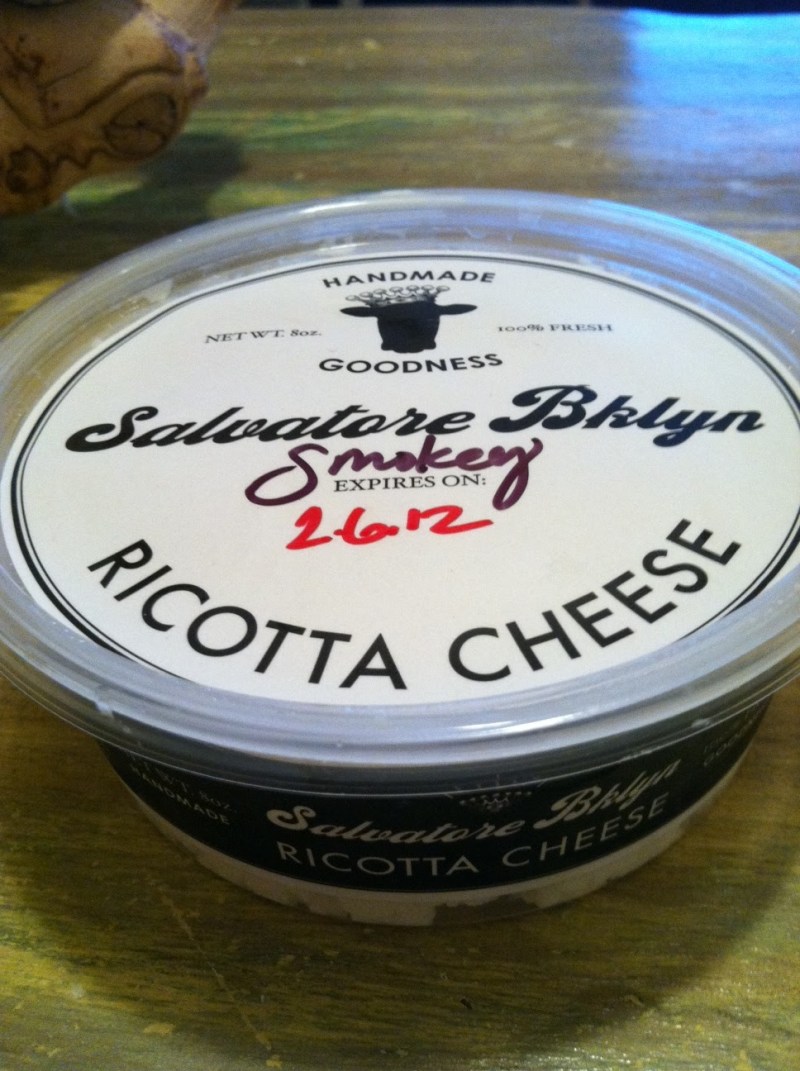 HANDMADE
NET WT. 8oz.
100% FRESH
GOODNESS
Salvatore Bklyn
Smokey
EXPIRES ON:
2.6.12
RICOTTA CHEESE
HANDMADE
Salvatore Bklyn
RICOTTA CHEESE